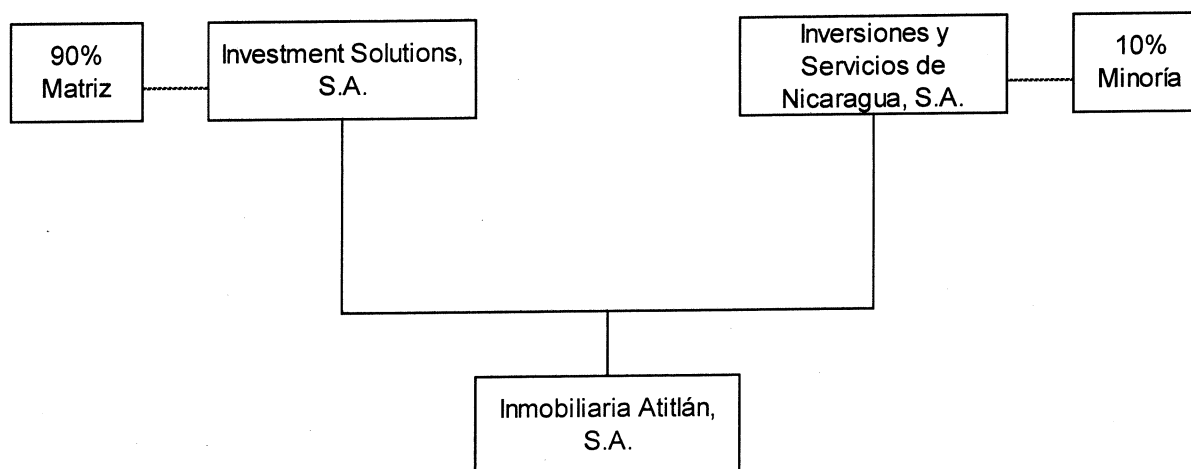 90%
Matriz
Investment Solutions,
S.A.
Inversiones y
Servicios de
Nicaragua, S.A.
10%
Minoría
Inmobiliaria Atitlán,
S.A.